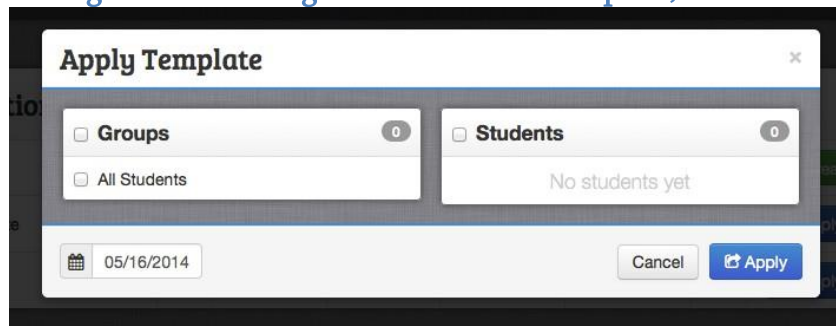 Apply Template
×
Groups 0
All Students
Students 0
No students yet
05/16/2014
Cancel
Apply